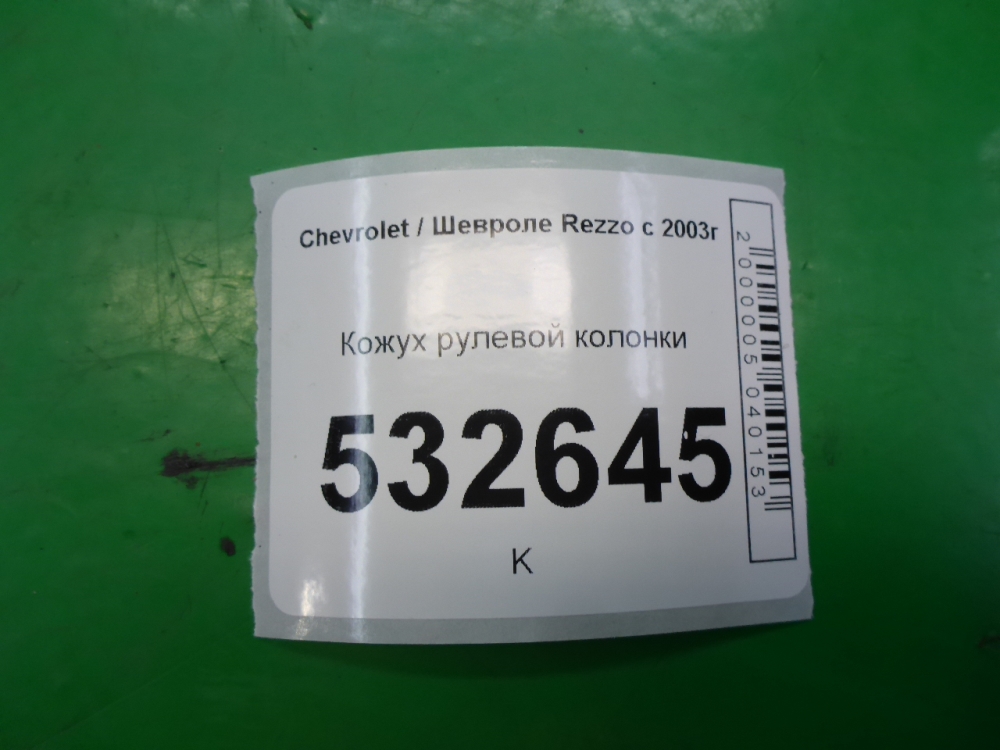 Chevrolet / Шевроле Rezzo с 2003г
Кожух рулевой колонки
532645
К
2000005040153